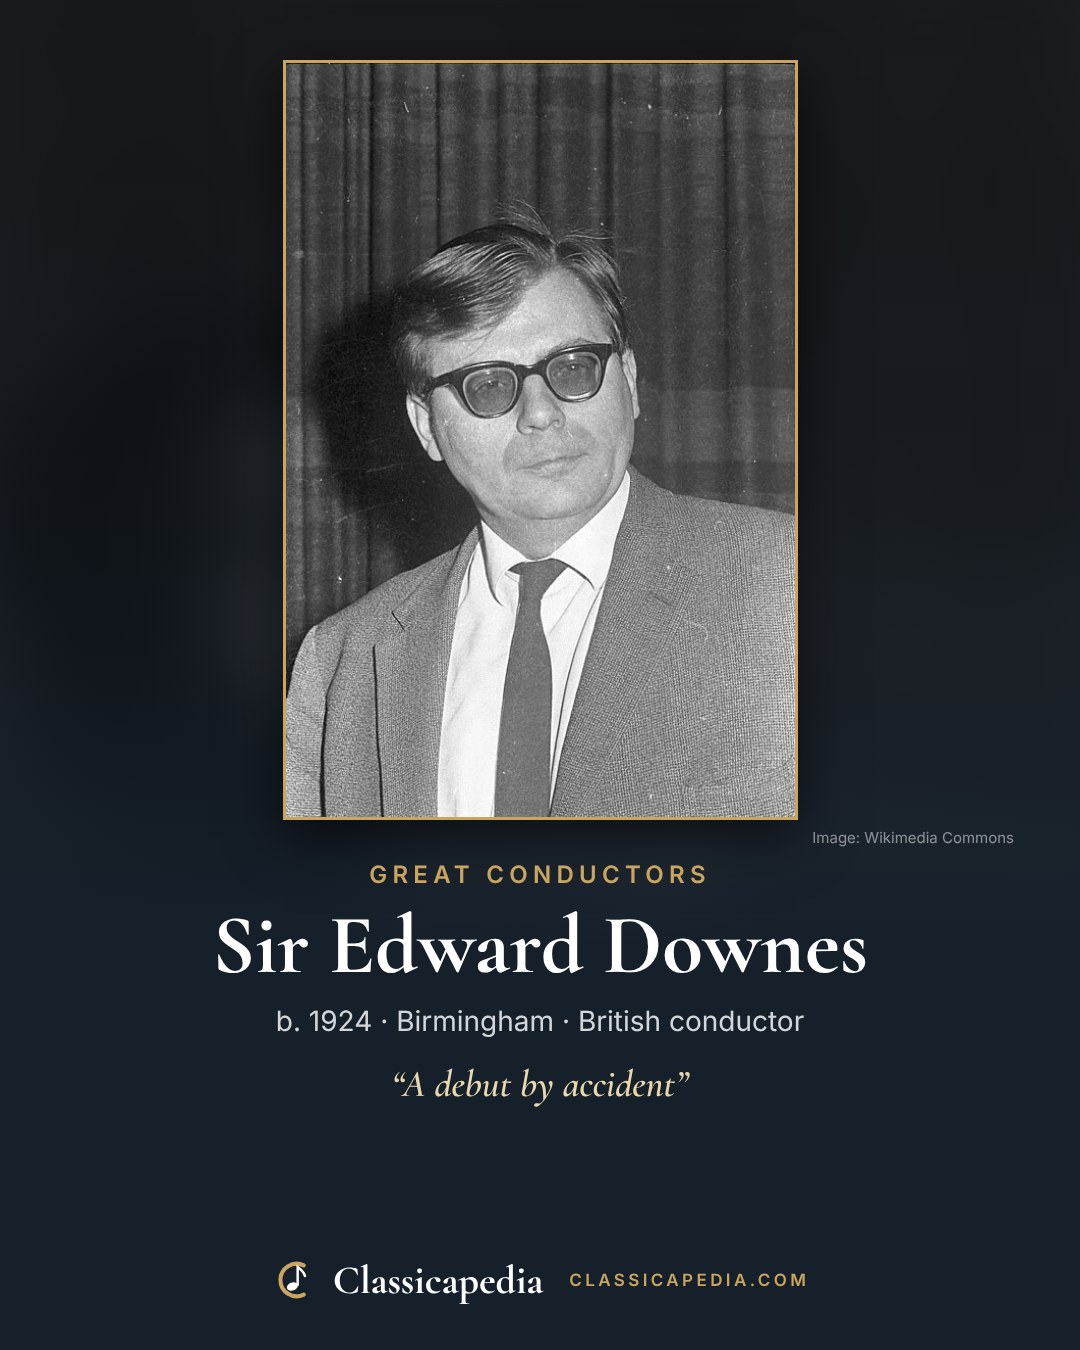 Image: Wikimedia Commons
GREAT CONDUCTORS
Sir Edward Downes
b. 1924 · Birmingham · British conductor
“A debut by accident”
Classicapedia CLASSICAPEDIA.COM